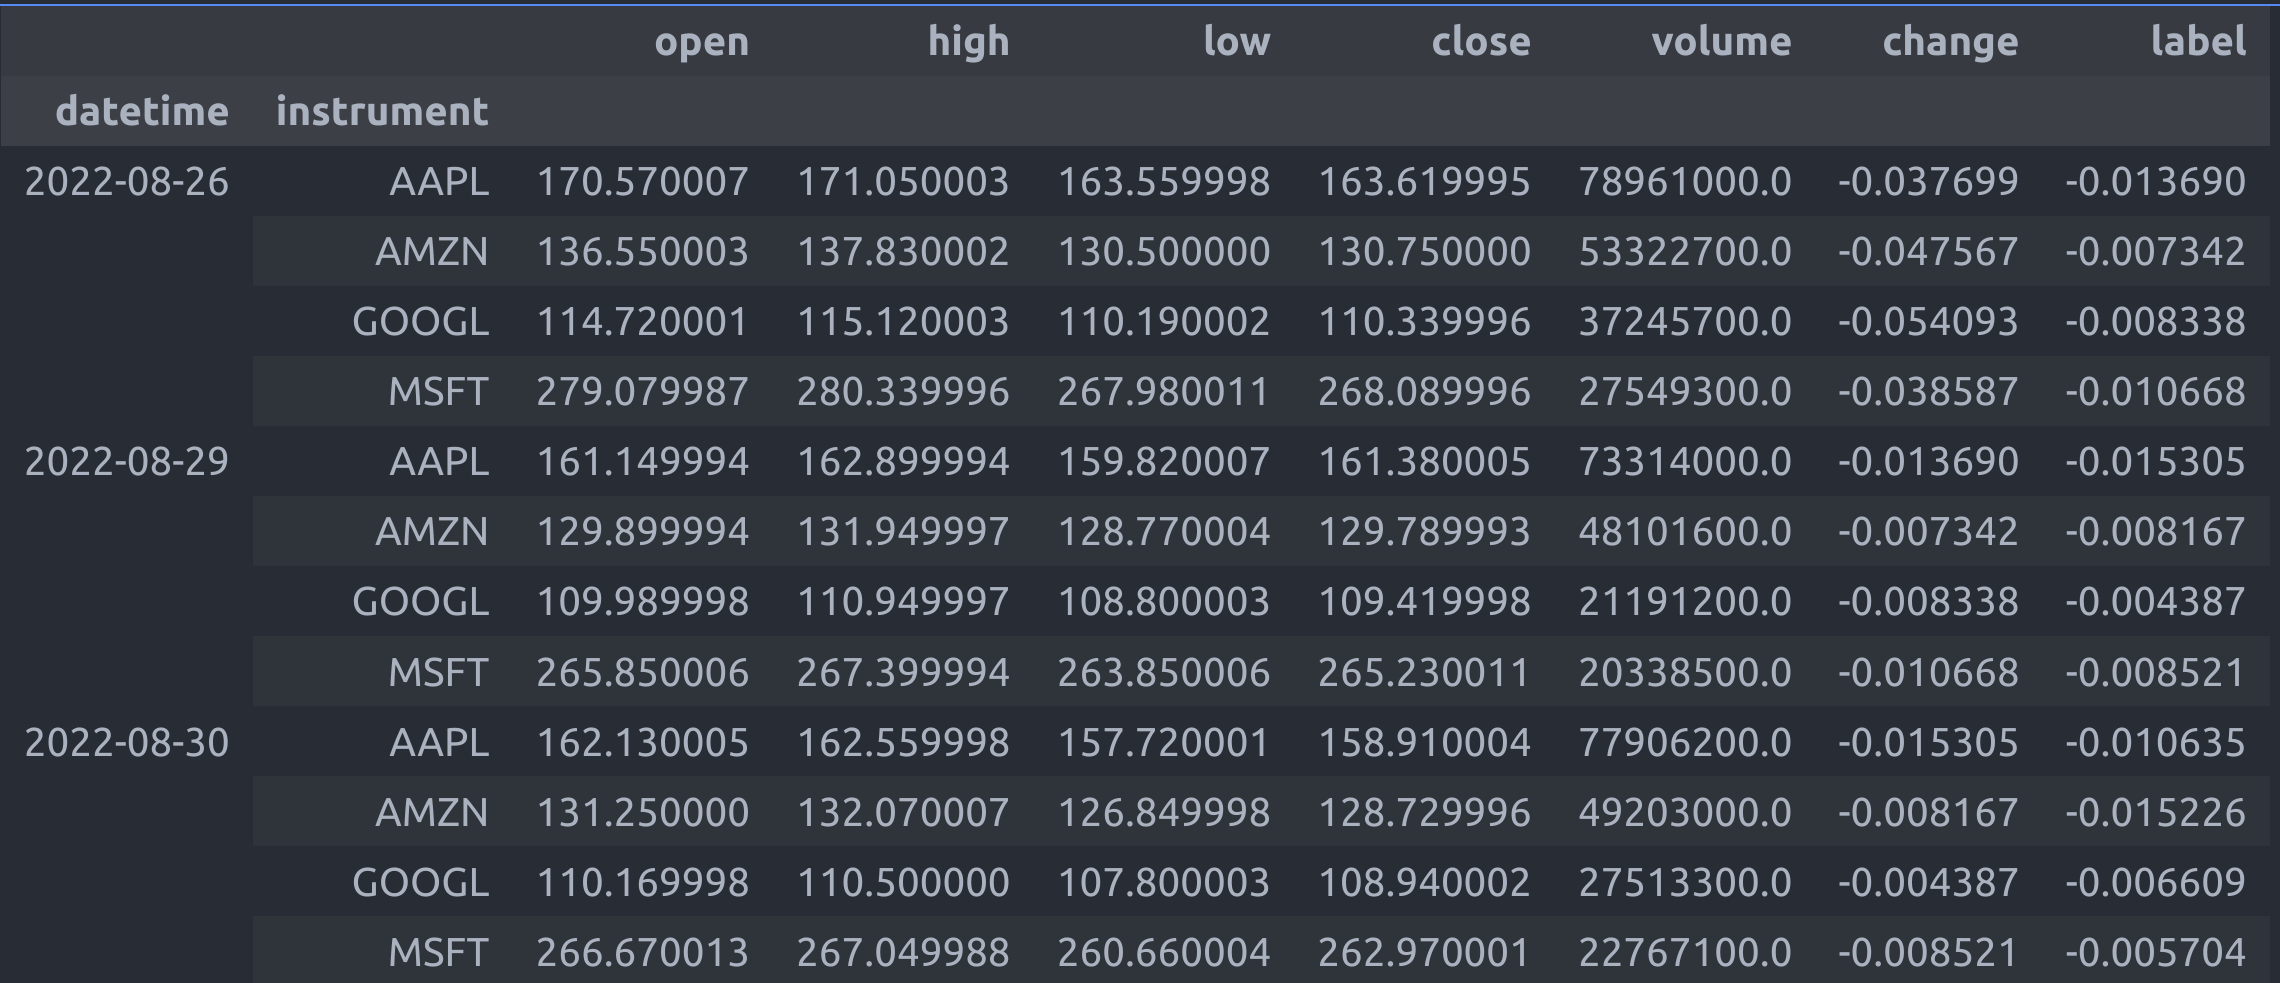 open high low close volume change label
datetime instrument
2022-08-26 AAPL 170.570007 171.050003 163.559998 163.619995 78961000.0 -0.037699 -0.013690
AMZN 136.550003 137.830002 130.500000 130.750000 53322700.0 -0.047567 -0.007342
GOOGL 114.720001 115.120003 110.190002 110.339996 37245700.0 -0.054093 -0.008338
MSFT 279.079987 280.339996 267.980011 268.089996 27549300.0 -0.038587 -0.010668
2022-08-29 AAPL 161.149994 162.899994 159.820007 161.380005 73314000.0 -0.013690 -0.015305
AMZN 129.899994 131.949997 128.770004 129.789993 48101600.0 -0.007342 -0.008167
GOOGL 109.989998 110.949997 108.800003 109.419998 21191200.0 -0.008338 -0.004387
MSFT 265.850006 267.399994 263.850006 265.230011 20338500.0 -0.010668 -0.008521
2022-08-30 AAPL 162.130005 162.559998 157.720001 158.910004 77906200.0 -0.015305 -0.010635
AMZN 131.250000 132.070007 126.849998 128.729996 49203000.0 -0.008167 -0.015226
GOOGL 110.169998 110.500000 107.800003 108.940002 27513300.0 -0.004387 -0.006609
MSFT 266.670013 267.049988 260.660004 262.970001 22767100.0 -0.008521 -0.005704